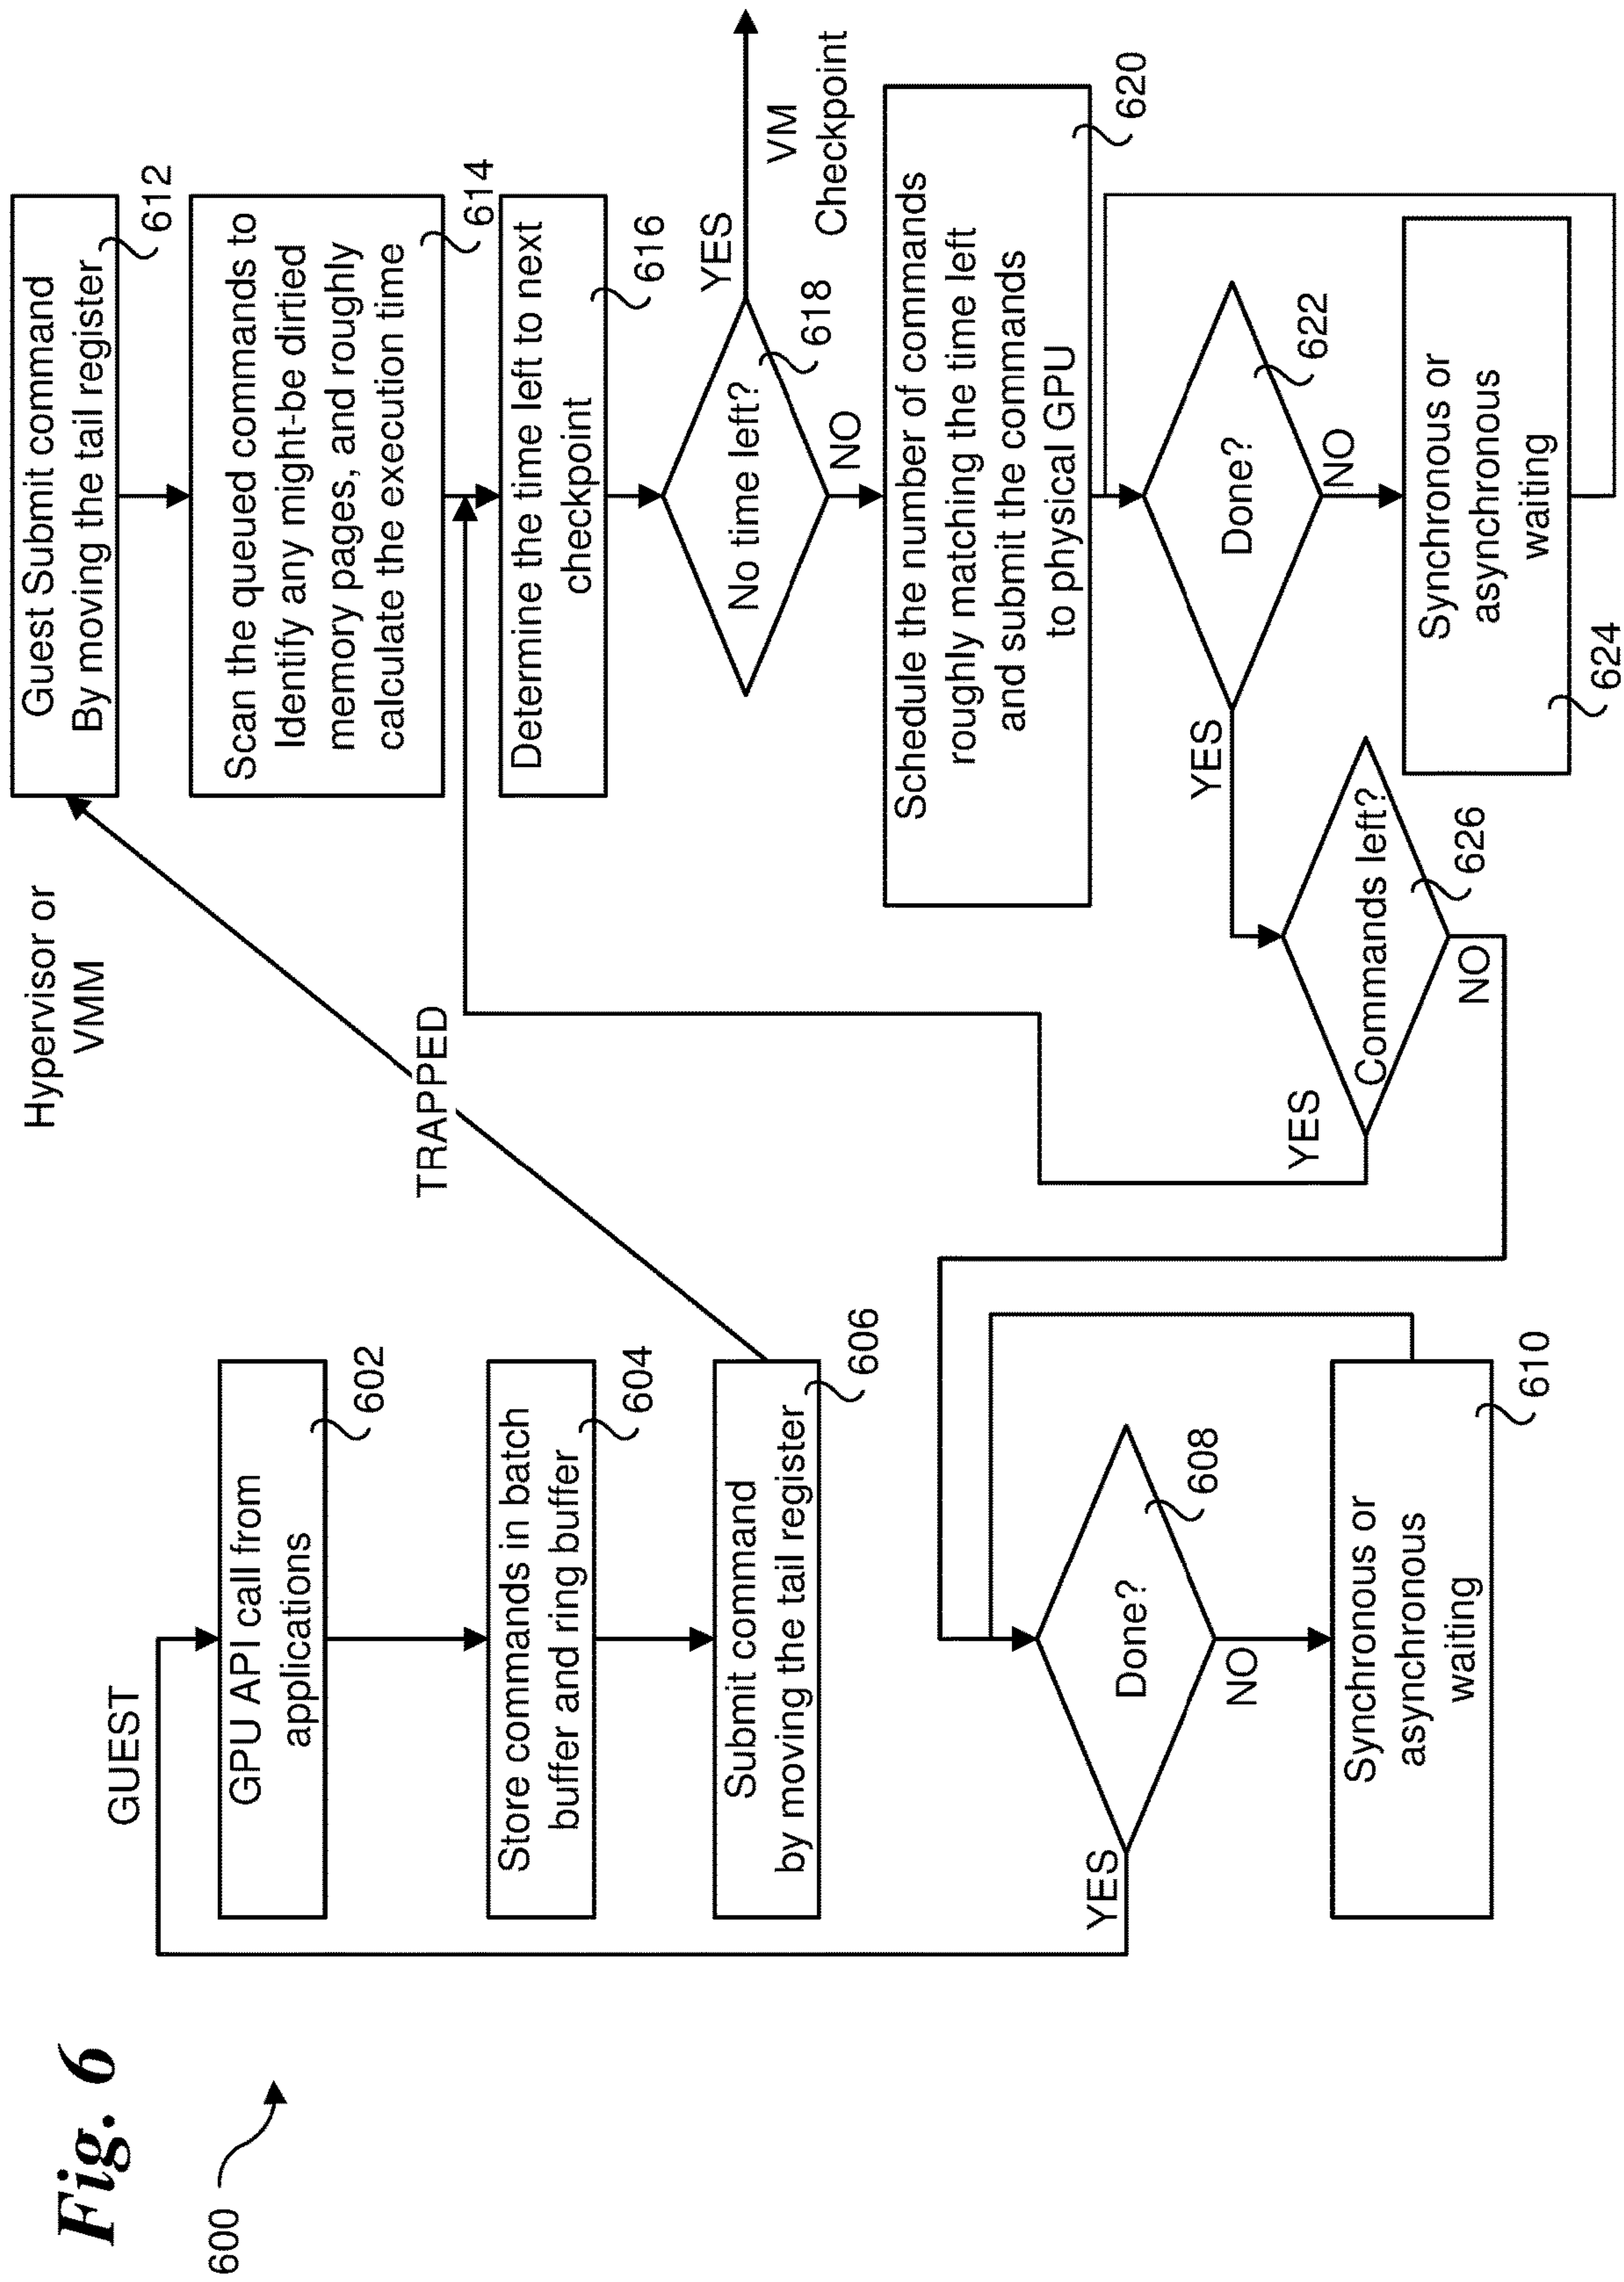 Fig. 6
600
GUEST
GPU API call from
applications
602
Store commands in batch
buffer and ring buffer
604
Submit command
by moving the tail register
606
TRAPPED
Done?
608
YES
NO
Synchronous or
asynchronous
waiting
610
Hypervisor or
VMM
Guest Submit command
By moving the tail register
612
Scan the queued commands to
Identify any might-be dirtied
memory pages, and roughly
calculate the execution time
614
Determine the time left to next
checkpoint
616
No time left?
618
YES
VM
Checkpoint
NO
Schedule the number of commands
roughly matching the time left
and submit the commands
to physical GPU
620
Done?
622
YES
NO
Synchronous or
asynchronous
waiting
624
Commands left?
626
YES
NO